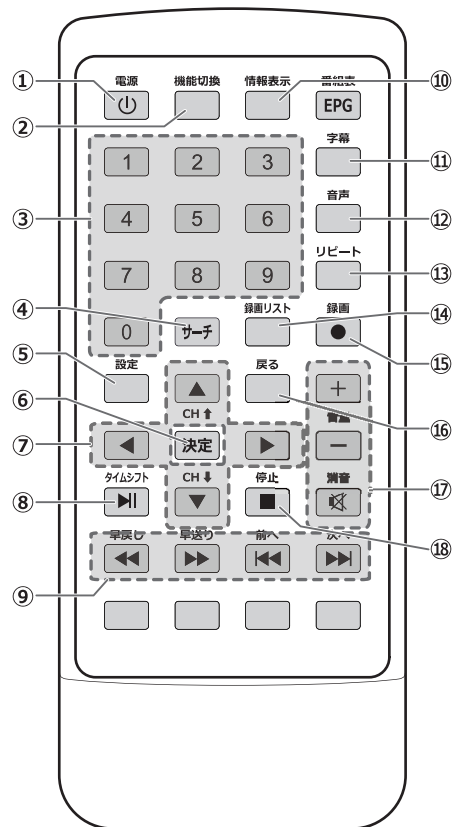 ① 電源 機能切換 情報表示 番組表 ⑩
② EPG
字幕 ⑪
1 2 3
音声 ⑫
③ 4 5 6
リピート ⑬
7 8 9
④ 録画リスト 録画 ⑭
0 サーチ ⑮
⑤ 設定 戻る
⑥ CH ⬆ + ⑯
音量
⑦ 決定 −
⑧ タイムシフト CH ⬇ 停止 消音 ⑰
⑱
早戻し 早送り 前へ 次へ
⑨